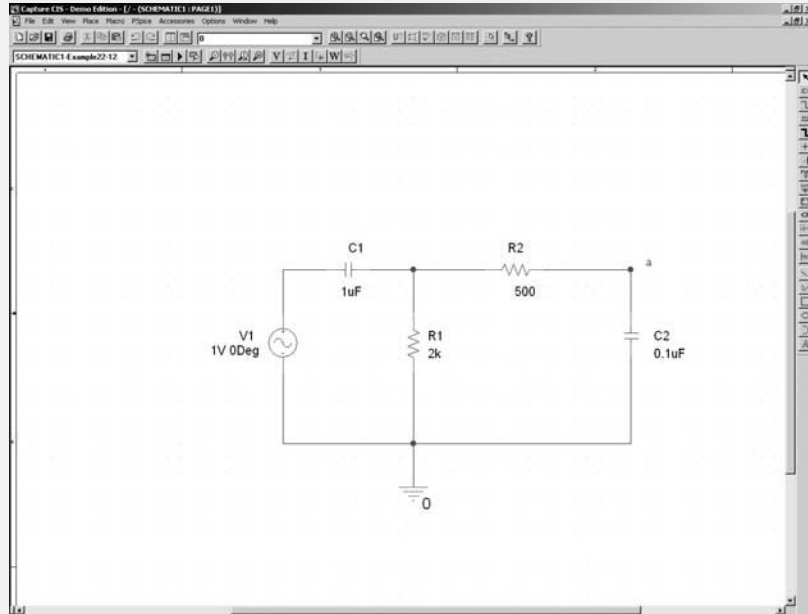 Capture CIS - Demo Edition - [/ - (SCHEMATIC1 : PAGE1)]
File Edit View Place Macro PSpice Accessories Options Window Help
0
SCHEMATIC1-Example22-12
V I W
C1
1uF
R2
500
a
V1
1V 0Deg
R1
2k
C2
0.1uF
0